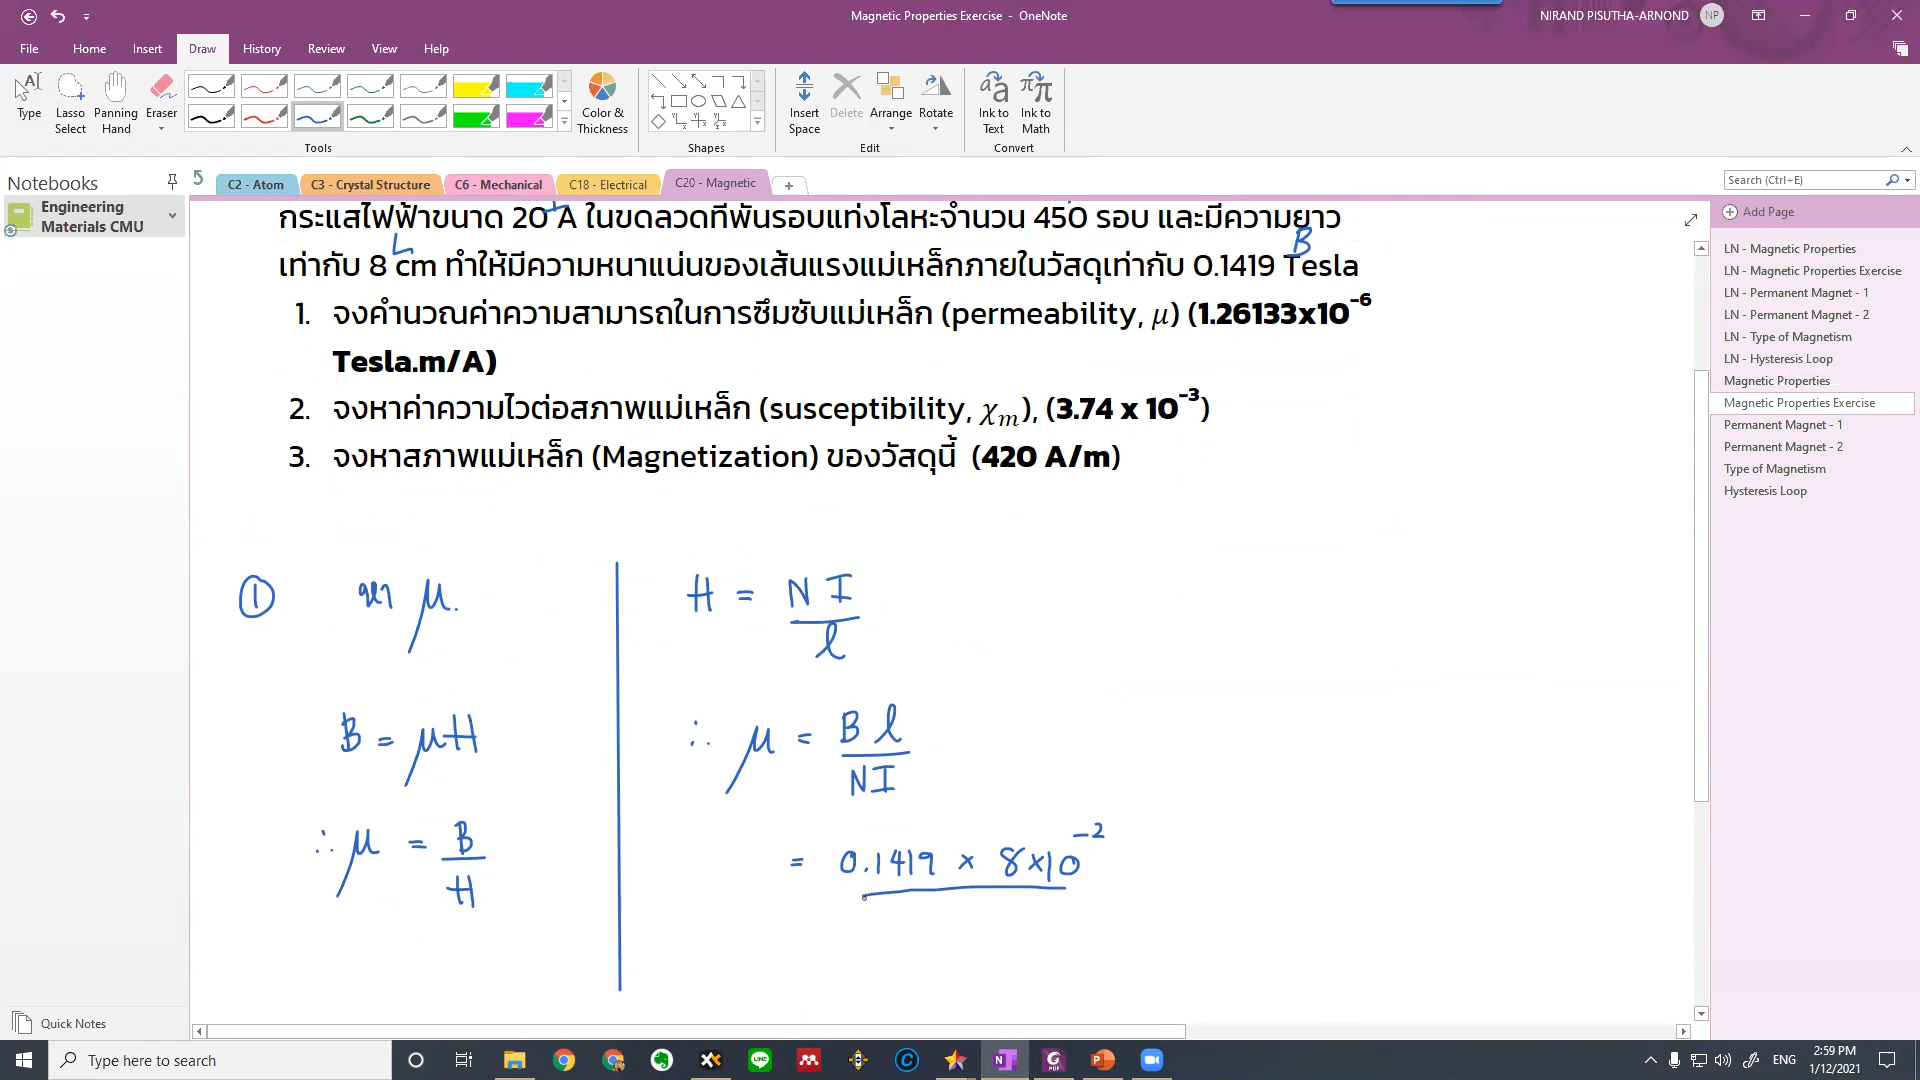 Magnetic Properties Exercise - OneNote
NIRAND PISUTHA-ARNOND NP
File Home Insert Draw History Review View Help
Type
Lasso Select
Panning Hand
Eraser
Color & Thickness
Insert Space
Delete
Arrange
Rotate
Ink to Text
Ink to Math
Tools
Shapes
Edit
Convert
Notebooks
Engineering Materials CMU
C2 - Atom
C3 - Crystal Structure
C6 - Mechanical
C18 - Electrical
C20 - Magnetic
Search (Ctrl+E)
Add Page
LN - Magnetic Properties
LN - Magnetic Properties Exercise
LN - Permanent Magnet - 1
LN - Permanent Magnet - 2
LN - Type of Magnetism
LN - Hysteresis Loop
Magnetic Properties
Magnetic Properties Exercise
Permanent Magnet - 1
Permanent Magnet - 2
Type of Magnetism
Hysteresis Loop
กระแสไฟฟ้าขนาด 20 A ในขดลวดที่พันรอบแท่งโลหะจำนวน 450 รอบ และมีความยาว
L B
เท่ากับ 8 cm ทำให้มีความหนาแน่นของเส้นแรงแม่เหล็กภายในวัสดุเท่ากับ 0.1419 Tesla
1. จงคำนวณค่าความสามารถในการซึมซับแม่เหล็ก (permeability, μ) (1.26133x10⁻⁶
Tesla.m/A)
2. จงหาค่าความไวต่อสภาพแม่เหล็ก (susceptibility, χₘ), (3.74 x 10⁻³)
3. จงหาสภาพแม่เหล็ก (Magnetization) ของวัสดุนี้ (420 A/m)
① หา μ.
B = μH
∴ μ = B/H
H = NI/l
∴ μ = Bl/NI
= 0.1419 × 8×10⁻²
Quick Notes
Type here to search
ENG
2:59 PM
1/12/2021